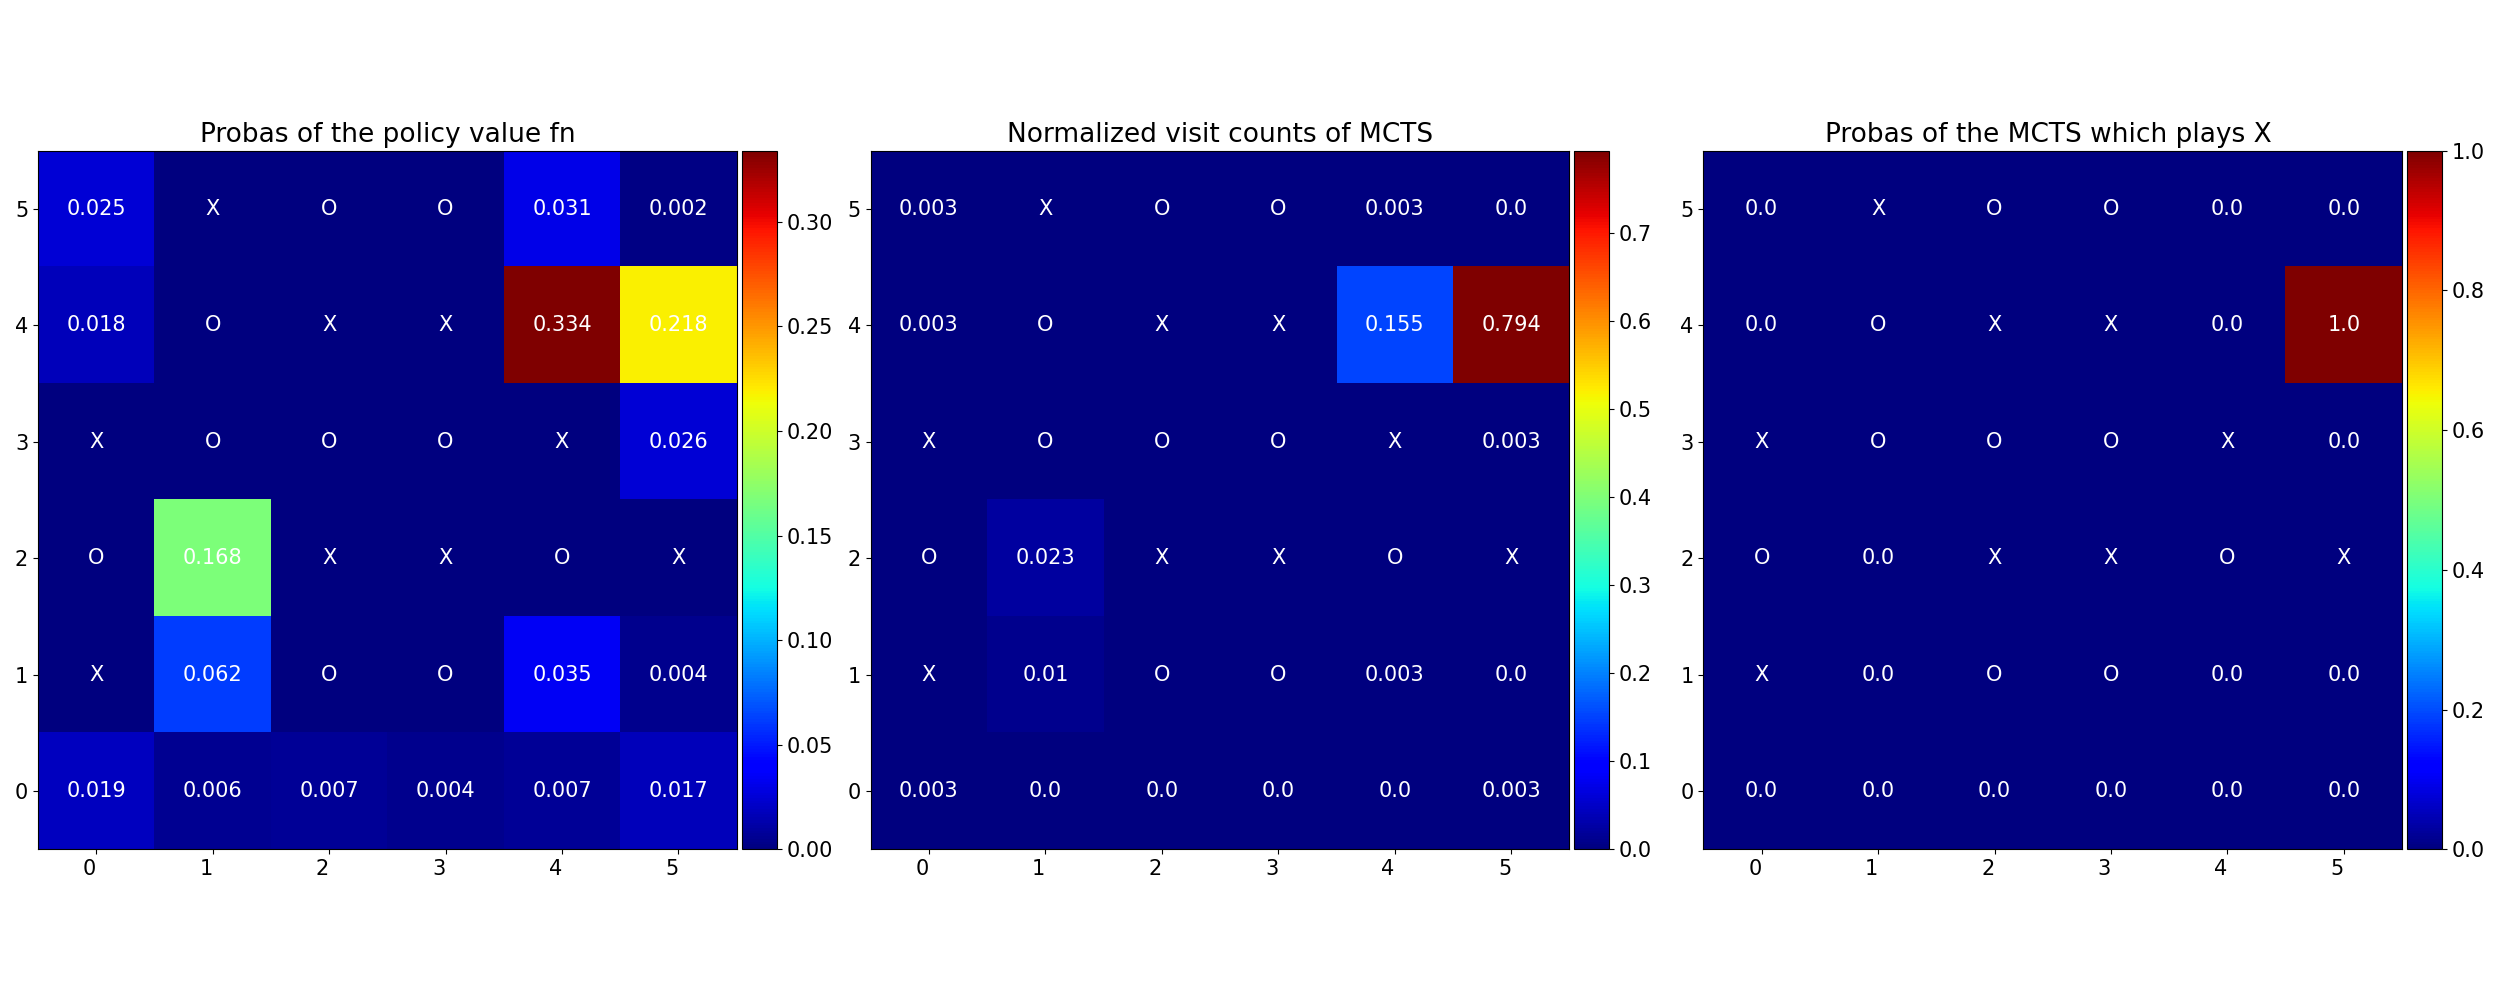 Probas of the policy value fn
5 0.025 X O O 0.031 0.002
4 0.018 O X X 0.334 0.218
3 X O O O X 0.026
2 O 0.168 X X O X
1 X 0.062 O O 0.035 0.004
0 0.019 0.006 0.007 0.004 0.007 0.017
0 1 2 3 4 5
0.30
0.25
0.20
0.15
0.10
0.05
0.00
Normalized visit counts of MCTS
5 0.003 X O O 0.003 0.0
4 0.003 O X X 0.155 0.794
3 X O O O X 0.003
2 O 0.023 X X O X
1 X 0.01 O O 0.003 0.0
0 0.003 0.0 0.0 0.0 0.0 0.003
0 1 2 3 4 5
0.7
0.6
0.5
0.4
0.3
0.2
0.1
0.0
Probas of the MCTS which plays X
5 0.0 X O O 0.0 0.0
4 0.0 O X X 0.0 1.0
3 X O O O X 0.0
2 O 0.0 X X O X
1 X 0.0 O O 0.0 0.0
0 0.0 0.0 0.0 0.0 0.0 0.0
0 1 2 3 4 5
1.0
0.8
0.6
0.4
0.2
0.0